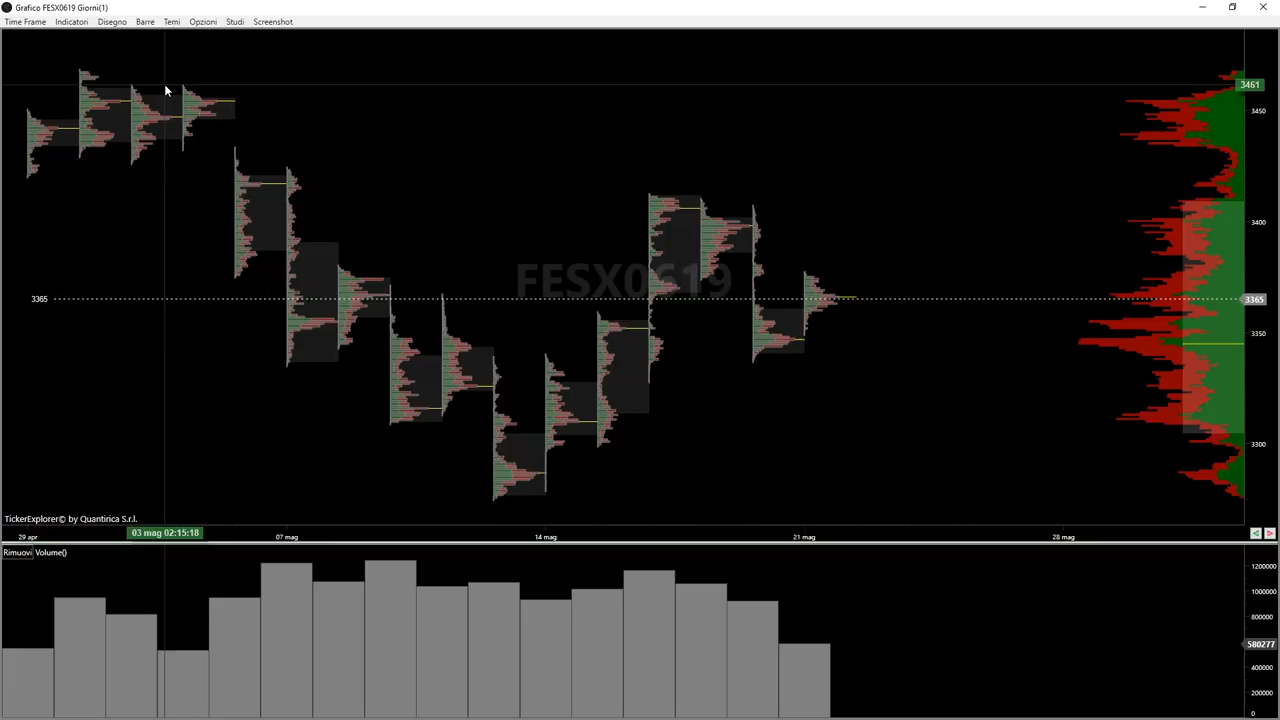 Grafico FESX0619 Giorni(1)
Time Frame Indicatori Disegno Barre Temi Opzioni Studi Screenshot
3461
3450
3400
FESX0619
3365 3365
3350
3300
TickerExplorer© by Quantirica S.r.l.
03 mag 02:15:18 < >
29 apr 07 mag 14 mag 21 mag 28 mag
Rimuovi Volume()
1200000
1000000
800000
580277
400000
200000
0